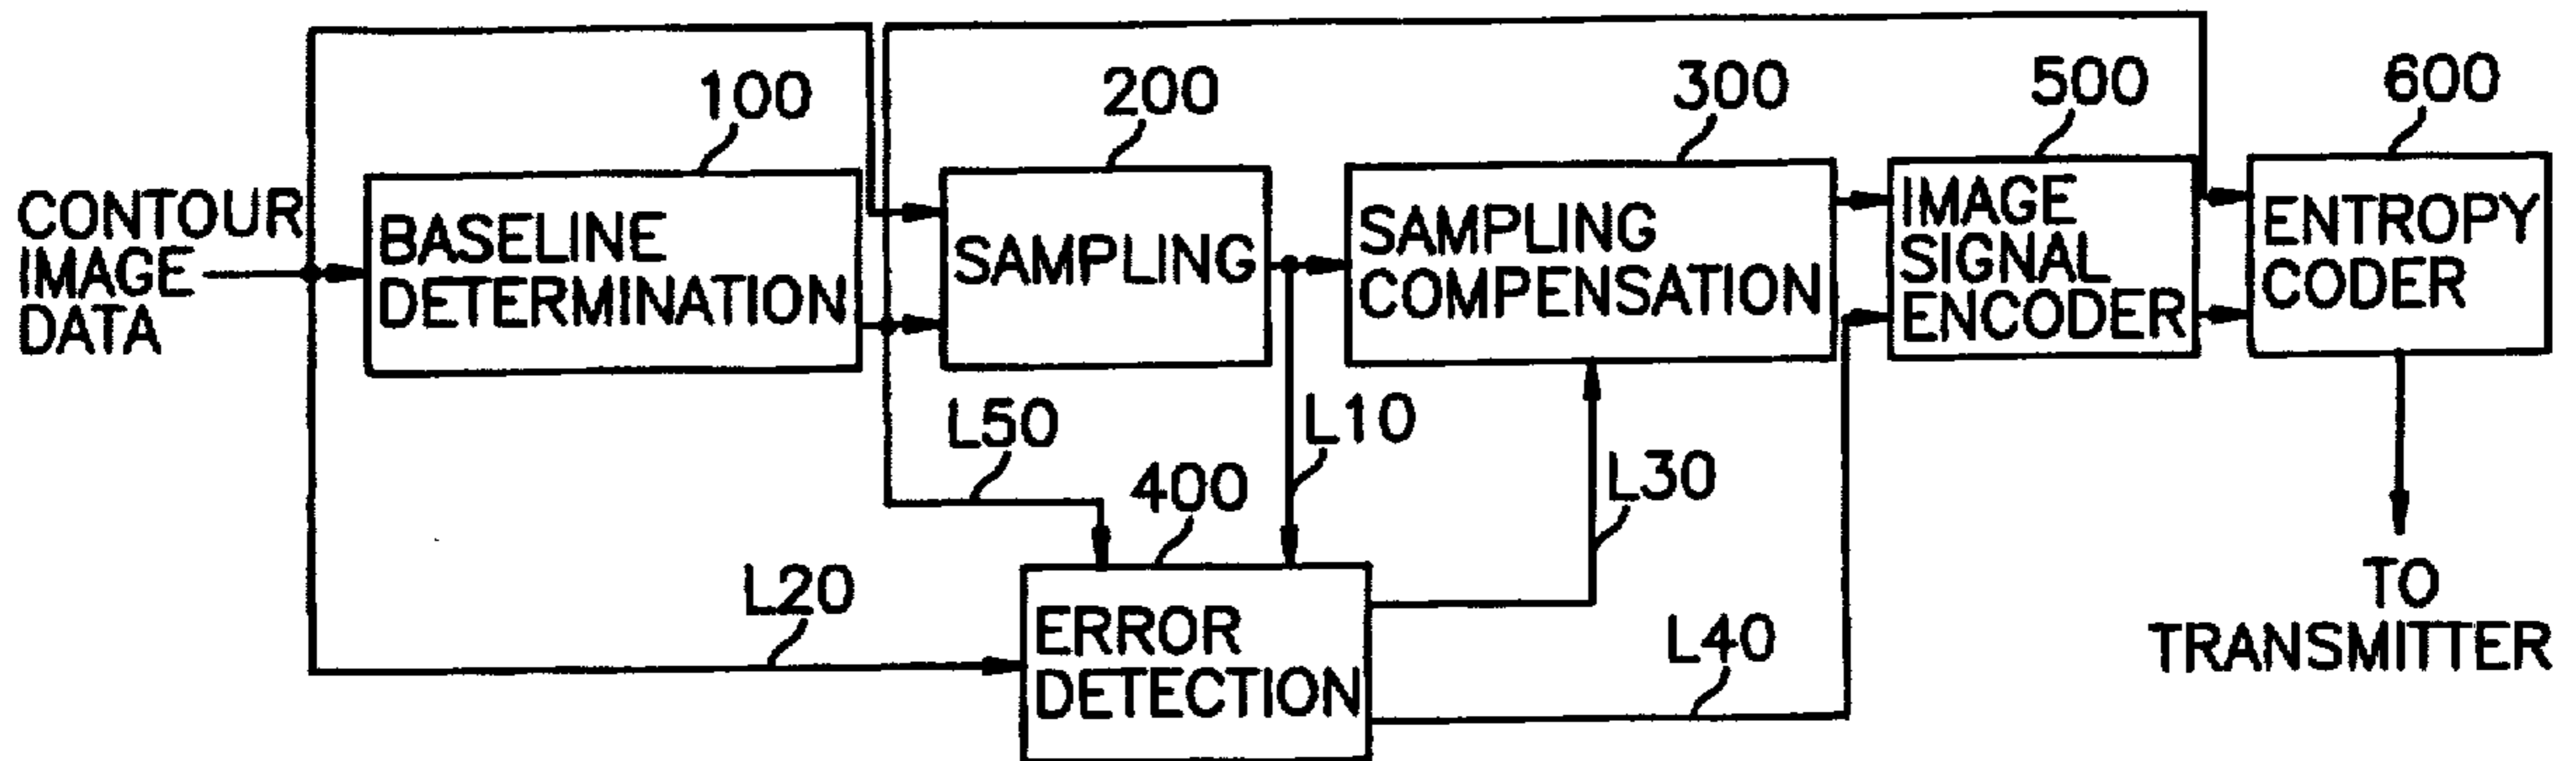 100
200
300
500
600
CONTOUR
IMAGE
DATA
BASELINE
DETERMINATION
SAMPLING
SAMPLING
COMPENSATION
IMAGE
SIGNAL
ENCODER
ENTROPY
CODER
L50
L10
400
L30
L20
L40
ERROR
DETECTION
TO
TRANSMITTER